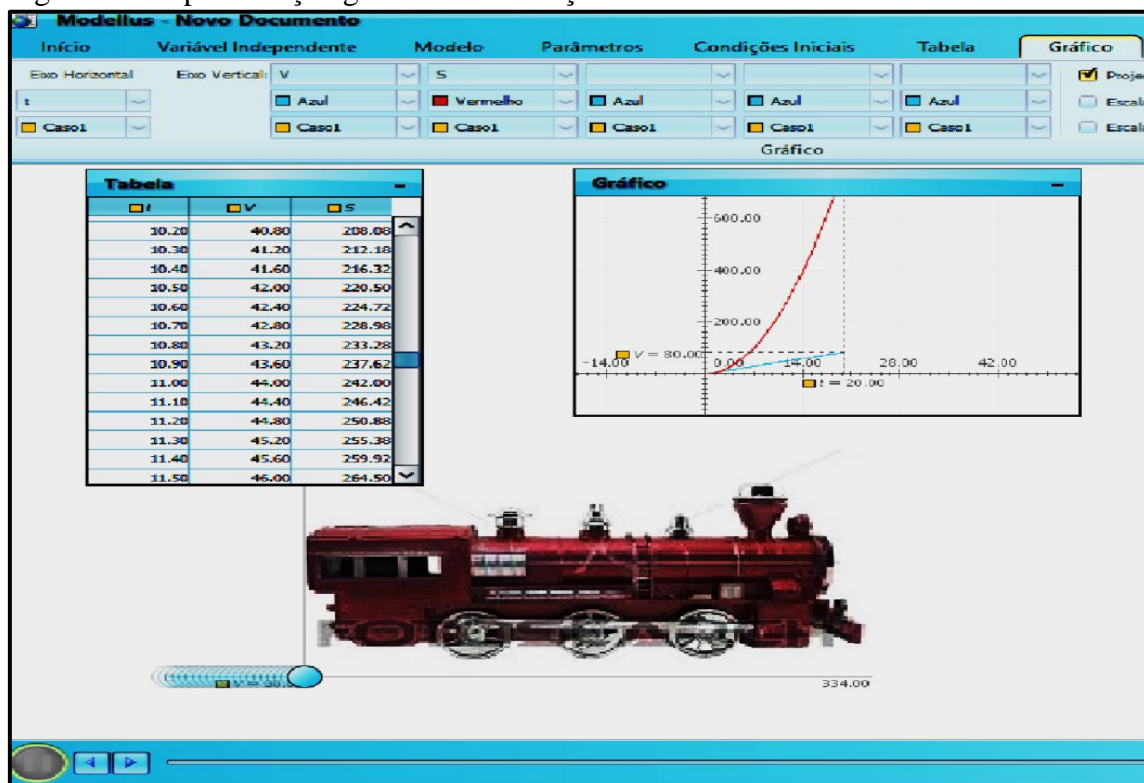 Modellus - Novo Documento
Início Variável Independente Modelo Parâmetros Condições Iniciais Tabela Gráfico
Eixo Horizontal Eixo Vertical: V S Proje
t Azul Vermelho Azul Azul Azul Escala
Caso1 Caso1 Caso1 Caso1 Caso1 Caso1 Escala
Gráfico
Tabela
t V S
10.20 40.80 208.08
10.30 41.20 212.18
10.40 41.60 216.32
10.50 42.00 220.50
10.60 42.40 224.72
10.70 42.80 228.98
10.80 43.20 233.28
10.90 43.60 237.62
11.00 44.00 242.00
11.10 44.40 246.42
11.20 44.80 250.88
11.30 45.20 255.38
11.40 45.60 259.92
11.50 46.00 264.50
Gráfico
600.00
400.00
200.00
V = 80.00
-14.00 0.00 14.00 28.00 42.00
t = 20.00
334.00